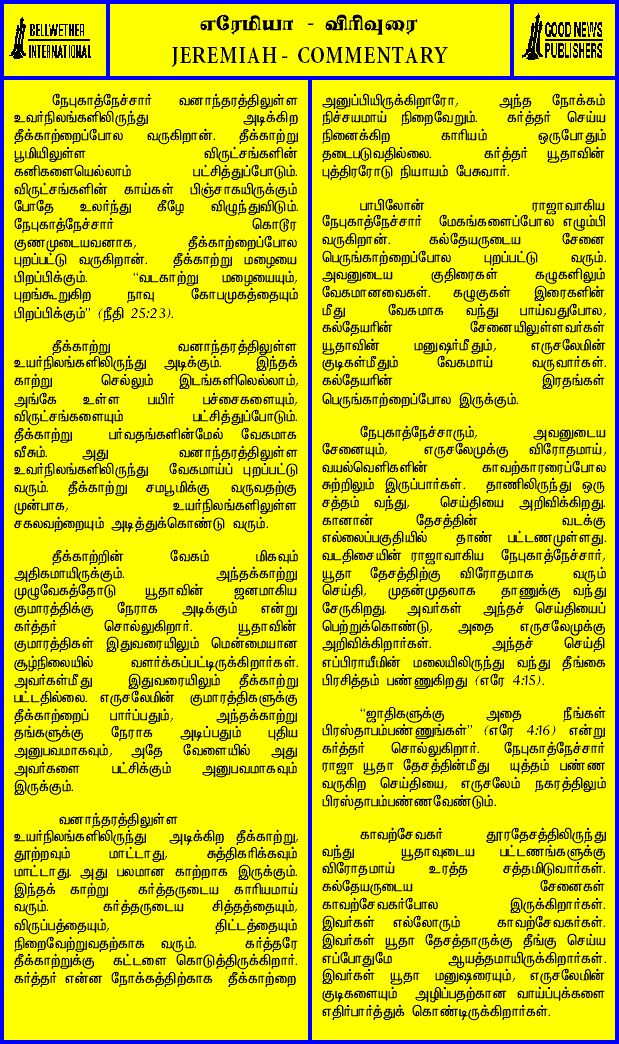 BELLWETHER
INTERNATIONAL
எரேமியா - விரிவுரை
JEREMIAH - COMMENTARY
GOOD NEWS
PUBLISHERS
நேபுகாத்நேச்சார் வனாந்தரத்திலுள்ள
உவர்நிலங்களிலிருந்து அடிக்கிற
தீக்காற்றைப்போல வருகிறான். தீக்காற்று
பூமியிலுள்ள விருட்சங்களின்
கனிகளையெல்லாம் பட்சித்துப்போடும்.
விருட்சங்களின் காய்கள் பிஞ்சாகயிருக்கும்
போதே உலர்ந்து கீழே விழுந்துவிடும்.
நேபுகாத்நேச்சார் கொடூர
குணமுடையவனாக, தீக்காற்றைப்போல
புறப்பட்டு வருகிறான். தீக்காற்று மழையை
பிறப்பிக்கும். “வடகாற்று மழையையும்,
புறங்கூறுகிற நாவு கோபமுகத்தையும்
பிறப்பிக்கும்” (நீதி 25:23).
தீக்காற்று வனாந்தரத்திலுள்ள
உயர்நிலங்களிலிருந்து அடிக்கும். இந்தக்
காற்று செல்லும் இடங்களிலெல்லாம்,
அங்கே உள்ள பயிர் பச்சைகளையும்,
விருட்சங்களையும் பட்சித்துப்போடும்.
தீக்காற்று பர்வதங்களின்மேல் வேகமாக
வீசும். அது வனாந்தரத்திலுள்ள
உவர்நிலங்களிலிருந்து வேகமாய்ப் புறப்பட்டு
வரும். தீக்காற்று சமபூமிக்கு வருவதற்கு
முன்பாக, உயர்நிலங்களிலுள்ள
சகலவற்றையும் அடித்துக்கொண்டு வரும்.
தீக்காற்றின் வேகம் மிகவும்
அதிகமாயிருக்கும். அந்தக்காற்று
முழுவேகத்தோடு யூதாவின் ஜனமாகிய
குமாரத்திக்கு நேராக அடிக்கும் என்று
கர்த்தர் சொல்லுகிறார். யூதாவின்
குமாரத்திகள் இதுவரையிலும் மென்மையான
சூழ்நிலையில் வளர்க்கப்பட்டிருக்கிறார்கள்.
அவர்கள்மீது இதுவரையிலும் தீக்காற்று
பட்டதில்லை. எருசலேமின் குமாரத்திகளுக்கு
தீக்காற்றைப் பார்ப்பதும், அந்தக்காற்று
தங்களுக்கு நேராக அடிப்பதும் புதிய
அனுபவமாகவும், அதே வேளையில் அது
அவர்களை பட்சிக்கும் அனுபவமாகவும்
இருக்கும்.
வனாந்தரத்திலுள்ள
உயர்நிலங்களிலிருந்து அடிக்கிற தீக்காற்று,
தூற்றவும் மாட்டாது, சுத்திகரிக்கவும்
மாட்டாது. அது பலமான காற்றாக இருக்கும்.
இந்தக் காற்று கர்த்தருடைய காரியமாய்
வரும். கர்த்தருடைய சித்தத்தையும்,
விருப்பத்தையும், திட்டத்தையும்
நிறைவேற்றுவதற்காக வரும். கர்த்தரே
தீக்காற்றுக்கு கட்டளை கொடுத்திருக்கிறார்.
கர்த்தர் என்ன நோக்கத்திற்காக தீக்காற்றை
அனுப்பியிருக்கிறாரோ, அந்த நோக்கம்
நிச்சயமாய் நிறைவேறும். கர்த்தர் செய்ய
நினைக்கிற காரியம் ஒருபோதும்
தடைபடுவதில்லை. கர்த்தர் யூதாவின்
புத்திரரோடு நியாயம் பேசுவார்.
பாபிலோன் ராஜாவாகிய
நேபுகாத்நேச்சார் மேகங்களைப்போல எழும்பி
வருகிறான். கல்தேயருடைய சேனை
பெருங்காற்றைப்போல புறப்பட்டு வரும்.
அவனுடைய குதிரைகள் கழுகளிலும்
வேகமானவைகள். கழுகுகள் இரைகளின்
மீது வேகமாக வந்து பாய்வதுபோல,
கல்தேயரின் சேனையிலுள்ளவர்கள்
யூதாவின் மனுஷர்மீதும், எருசலேமின்
குடிகள்மீதும் வேகமாய் வருவார்கள்.
கல்தேயரின் இரதங்கள்
பெருங்காற்றைப்போல இருக்கும்.
நேபுகாத்நேச்சாரும், அவனுடைய
சேனையும், எருசலேமுக்கு விரோதமாய்,
வயல்வெளிகளின் காவற்காரரைப்போல
சுற்றிலும் இருப்பார்கள். தாணிலிருந்து ஒரு
சத்தம் வந்து, செய்தியை அறிவிக்கிறது.
கானான் தேசத்தின் வடக்கு
எல்லைப்பகுதியில் தாண் பட்டணமுள்ளது.
வடதிசையின் ராஜாவாகிய நேபுகாத்நேச்சார்,
யூதா தேசத்திற்கு விரோதமாக வரும்
செய்தி, முதன்முதலாக தாணுக்கு வந்து
சேருகிறது. அவர்கள் அந்தச் செய்தியைப்
பெற்றுக்கொண்டு, அதை எருசலேமுக்கு
அறிவிக்கிறார்கள். அந்தச் செய்தி
எப்பிராயீமின் மலையிலிருந்து வந்து தீங்கை
பிரசித்தம் பண்ணுகிறது (எரே 4:15).
“ஜாதிகளுக்கு அதை நீங்கள்
பிரஸ்தாபம்பண்ணுங்கள்” (எரே 4:16) என்று
கர்த்தர் சொல்லுகிறார். நேபுகாத்நேச்சார்
ராஜா யூதா தேசத்தின்மீது யுத்தம் பண்ண
வருகிற செய்தியை, எருசலேம் நகரத்திலும்
பிரஸ்தாபம்பண்ணவேண்டும்.
காவற்சேவகர் தூரதேசத்திலிருந்து
வந்து யூதாவுடைய பட்டணங்களுக்கு
விரோதமாய் உரத்த சத்தமிடுவார்கள்.
கல்தேயருடைய சேனைகள்
காவற்சேவகர்போல இருக்கிறார்கள்.
இவர்கள் எல்லோரும் காவற்சேவகர்கள்.
இவர்கள் யூதா தேசத்தாருக்கு தீங்கு செய்ய
எப்போதுமே ஆயத்தமாயிருக்கிறார்கள்.
இவர்கள் யூதா மனுஷரையும், எருசலேமின்
குடிகளையும் அழிப்பதற்கான வாய்ப்புக்களை
எதிர்பார்த்துக் கொண்டிருக்கிறார்கள்.